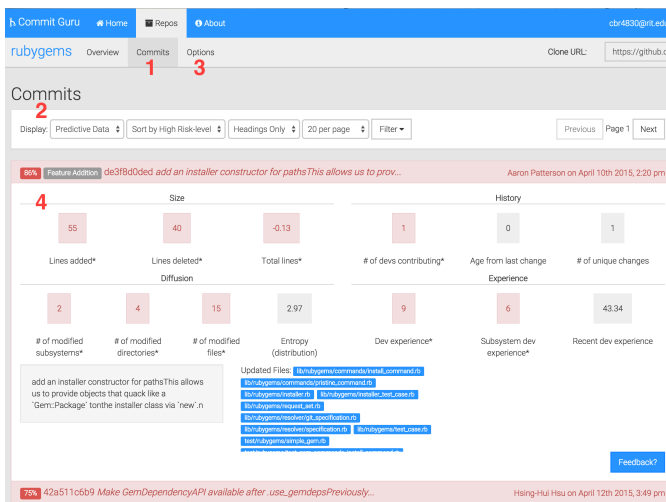 Commit Guru Home Repos About cbr4830@rit.edu
rubygems Overview Commits Options Clone URL: https://github.c
1 3
Commits
2
Display: Predictive Data Sort by High Risk-level Headings Only 20 per page Filter Previous Page 1 Next
86% Feature Addition de3f8d0ded add an installer constructor for pathsThis allows us to prov... Aaron Patterson on April 10th 2015, 2:20 pm
4
Size History
55 40 -0.13 1 0 1
Lines added* Lines deleted* Total lines* # of devs contributing* Age from last change # of unique changes
Diffusion Experience
2 4 15 2.97 9 6 43.34
# of modified subsystems* # of modified directories* # of modified files* Entropy (distribution) Dev experience* Subsystem dev experience* Recent dev experience
add an installer constructor for pathsThis allows
us to provide objects that quack like a
`Gem::Package` tonthe installer class via `new`.n
Updated Files: lib/rubygems/commands/install_command.rb
lib/rubygems/commands/pristine_command.rb
lib/rubygems/installer.rb lib/rubygems/installer_test_case.rb
lib/rubygems/request_set.rb
lib/rubygems/resolver/git_specification.rb
lib/rubygems/resolver/specification.rb lib/rubygems/test_case.rb
test/rubygems/simple_gem.rb
Feedback?
75% 42a511c6b9 Make GemDependencyAPI available after .use_gemdepsPreviously... Hsing-Hui Hsu on April 12th 2015, 3:49 pm